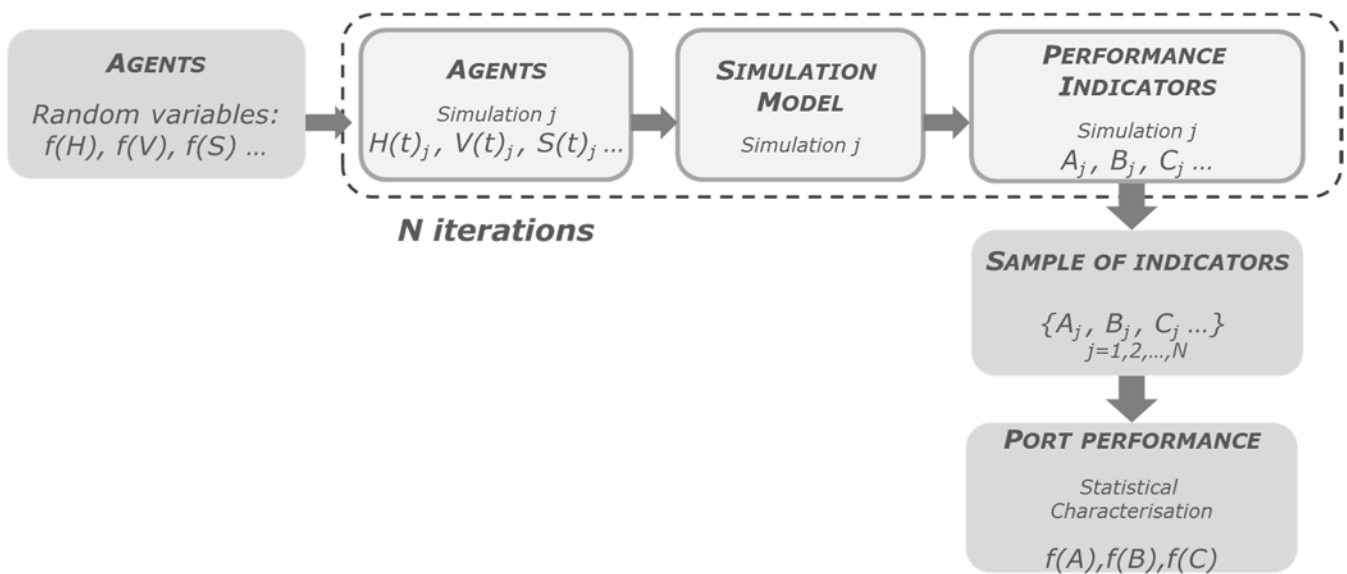 AGENTS
Random variables:
f(H), f(V), f(S) ...
AGENTS
Simulation j
H(t)j , V(t)j , S(t)j ...
SIMULATION
MODEL
Simulation j
PERFORMANCE
INDICATORS
Simulation j
Aj , Bj , Cj ...
N iterations
SAMPLE OF INDICATORS
{Aj , Bj , Cj ...}
j=1,2,...,N
PORT PERFORMANCE
Statistical
Characterisation
f(A),f(B),f(C)